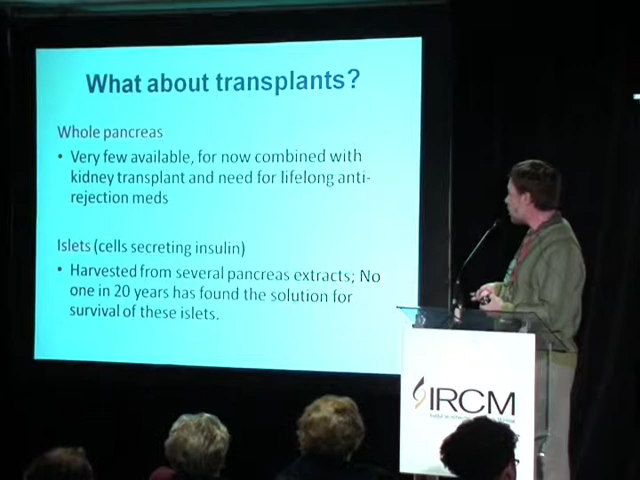 What about transplants?
Whole pancreas
• Very few available, for now combined with
kidney transplant and need for lifelong anti-
rejection meds
Islets (cells secreting insulin)
• Harvested from several pancreas extracts; No
one in 20 years has found the solution for
survival of these islets.
IRCM